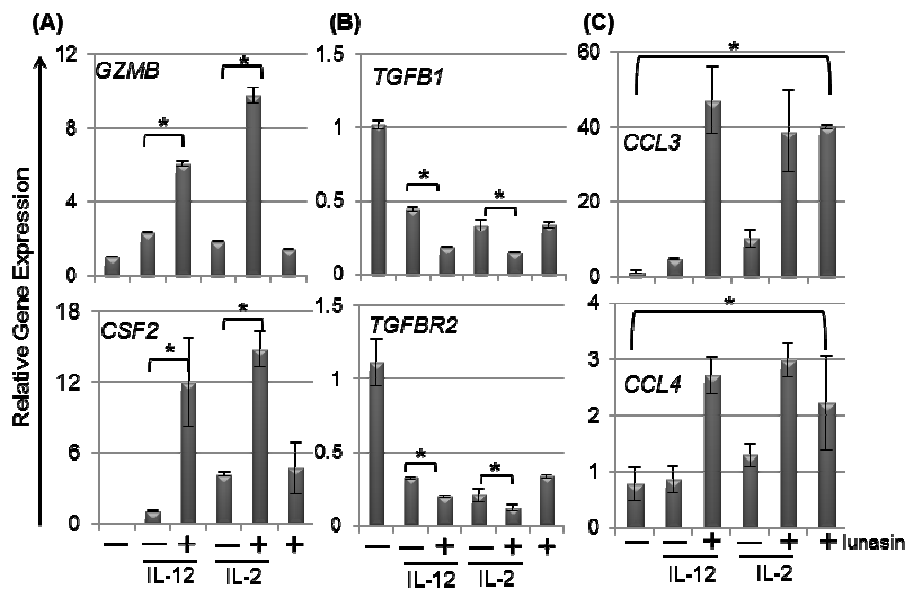 (A)
(B)
(C)
Relative Gene Expression
GZMB
*
*
12
8
4
0
TGFB1
*
*
1.5
1
0.5
0
CCL3
*
60
40
20
0
CSF2
*
*
18
12
6
0
TGFBR2
*
*
1.5
1
0.5
0
CCL4
*
4
3
2
1
0
— — + — + +
IL-12 IL-2
— — + — + +
IL-12 IL-2
— — + — + + lunasin
IL-12 IL-2